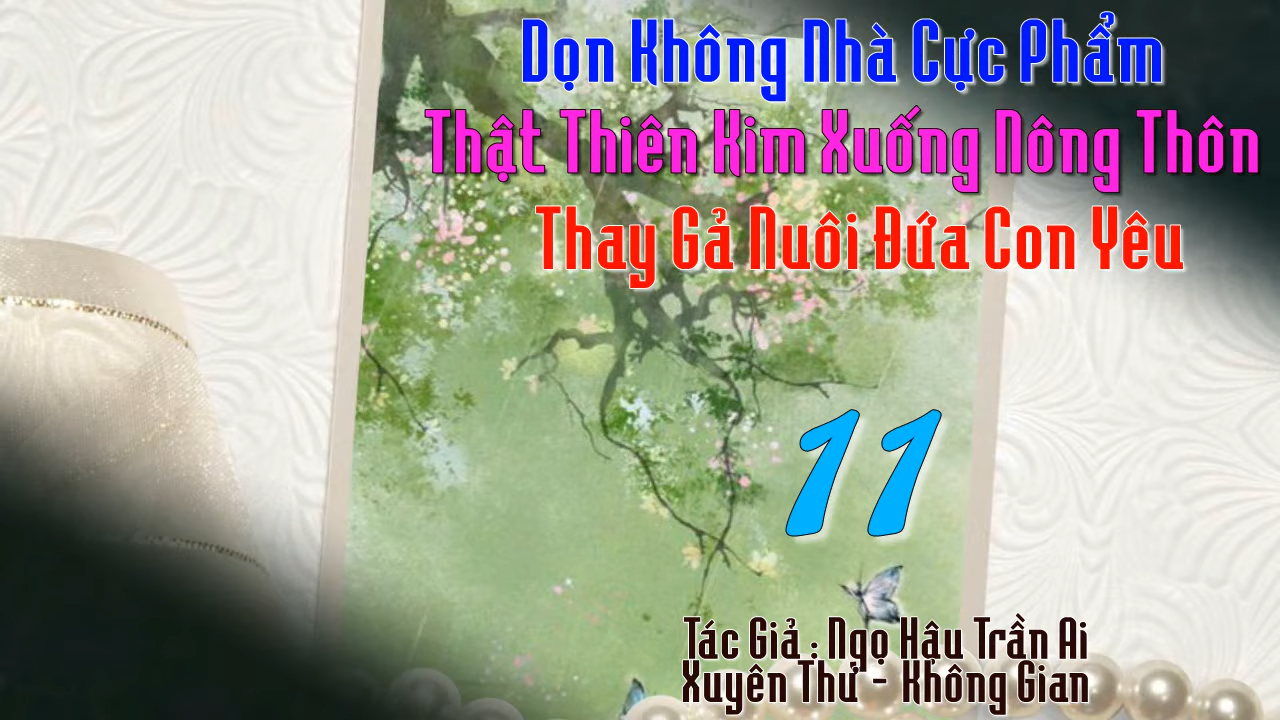 Dọn Không Nhà Cực Phẩm
Thật Thiên Kim Xuống Nông Thôn
Thay Gả Nuôi Đứa Con Yêu
11
Tác Giả : Ngọ Hậu Trần Ai
Xuyên Thư - Không Gian